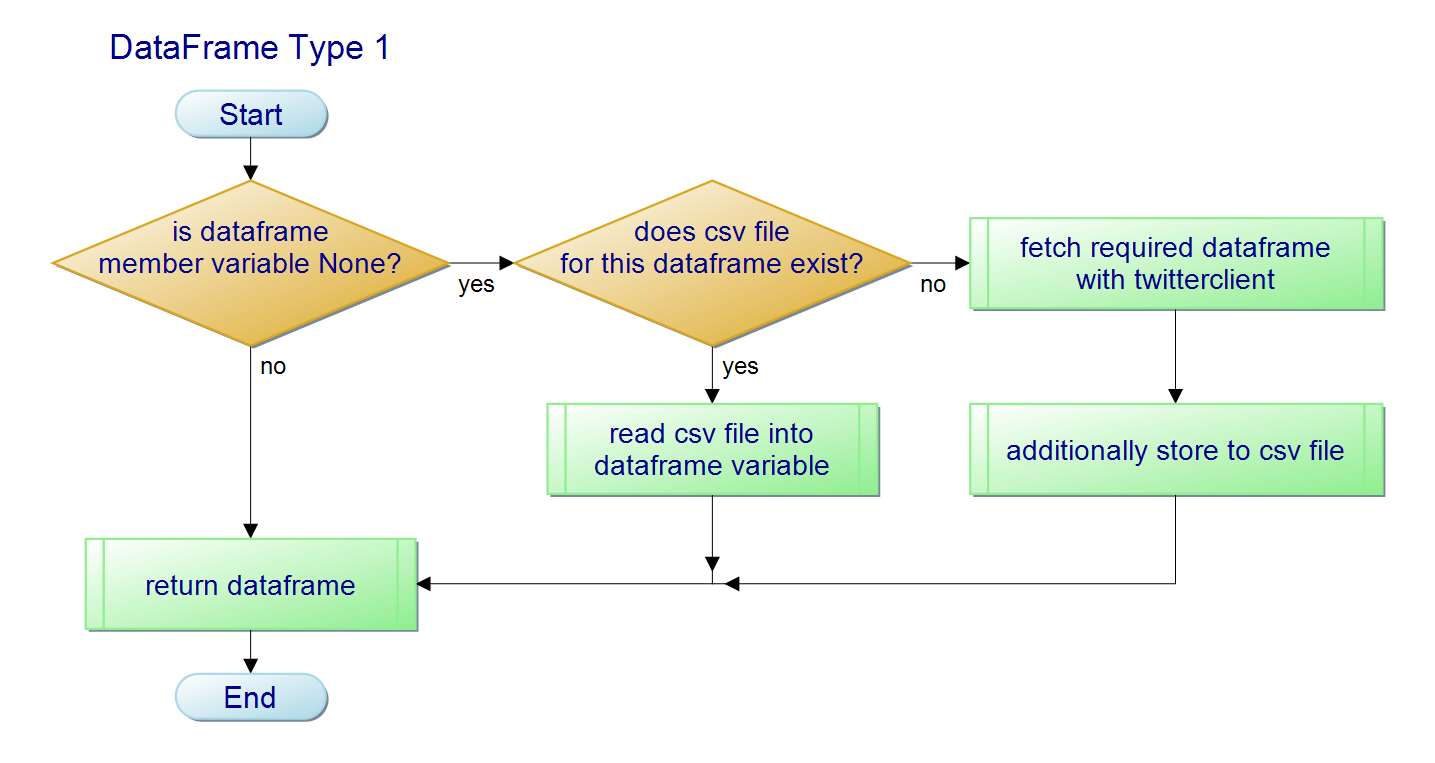 DataFrame Type 1
Start
is dataframe
member variable None?
yes
no
does csv file
for this dataframe exist?
no
yes
fetch required dataframe
with twitterclient
read csv file into
dataframe variable
additionally store to csv file
return dataframe
End